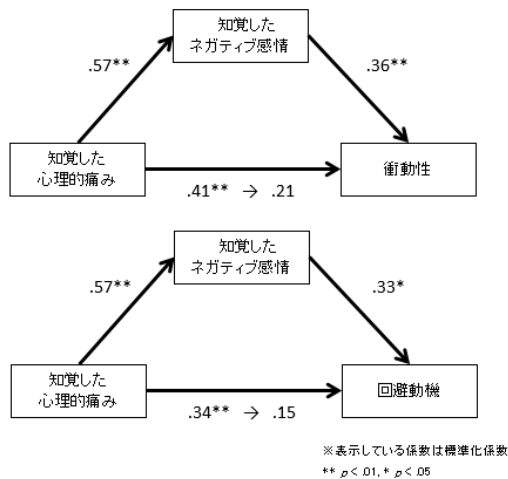 知覚した
ネガティブ感情
.57**
.36**
知覚した
心理的痛み
衝動性
.41** → .21
知覚した
ネガティブ感情
.57**
.33*
知覚した
心理的痛み
回避動機
.34** → .15
※表示している係数は標準化係数
** p < .01, * p < .05